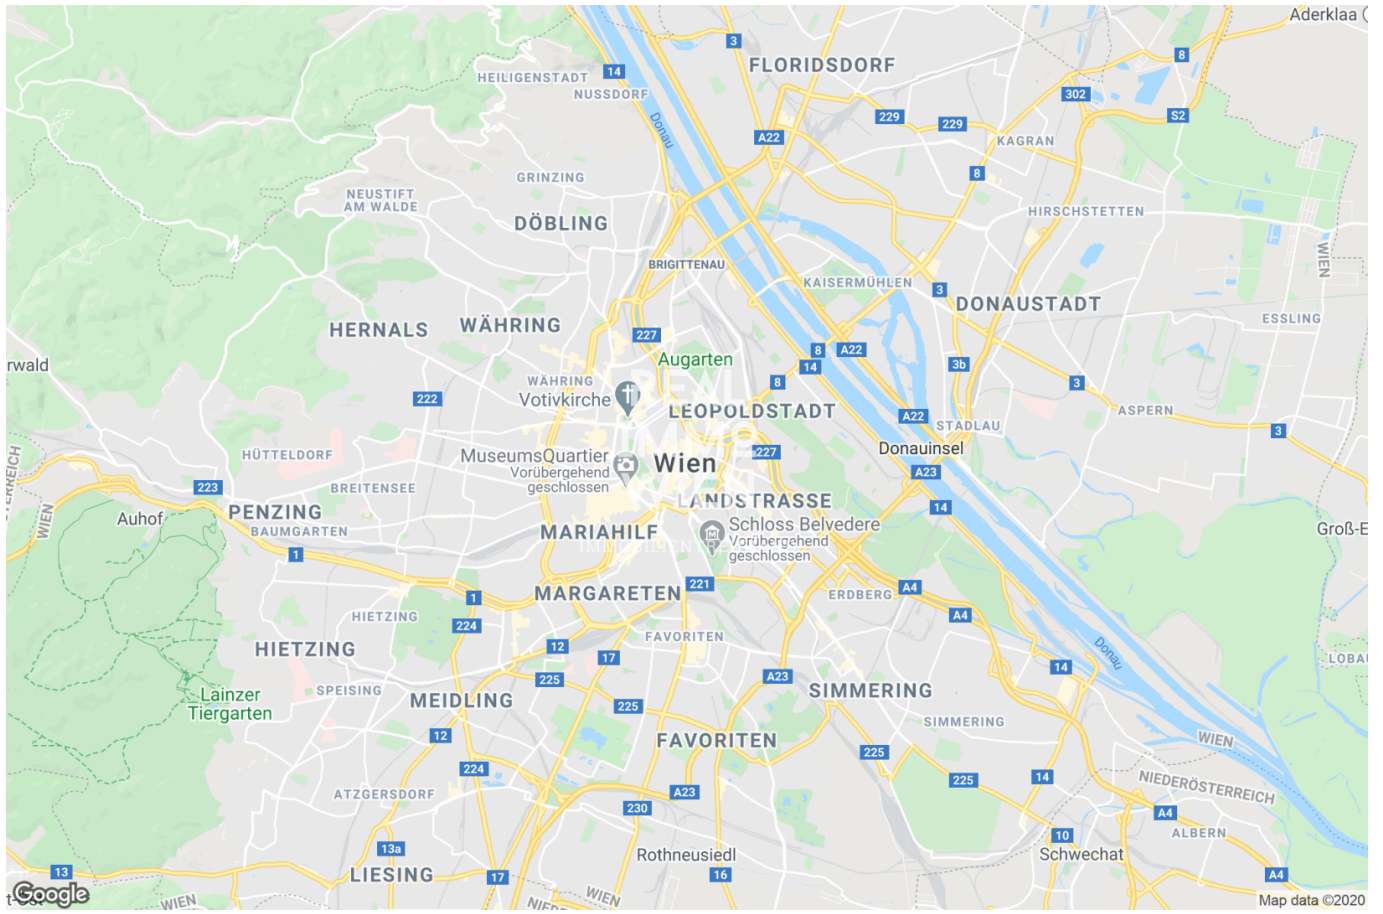 Aderklaa
3
FLORIDSDORF
8
14
HEILIGENSTADT
NUSSDORF
302
S2
229
229
Donau
A22
KAGRAN
8
GRINZING
NEUSTIFT
AM WALDE
HIRSCHSTETTEN
DÖBLING
WIEN
BRIGITTENAU
KAISERMÜHLEN
3
DONAUSTADT
ESSLING
HERNALS
WÄHRING
227
8
A22
Augarten
14
3b
rwald
WÄHRING
8
3
222
Votivkirche
REAL
LEOPOLDSTADT
A22
ASPERN
STADLAU
3
HÜTTELDORF
MuseumsQuartier
Vorübergehend
geschlossen
Wien
227
Donauinsel
A23
ÖSTERREICH
WIEN
223
BREITENSEE
LANDSTRASSE
14
Auhof
PENZING
BAUMGARTEN
MARIAHILF
Schloss Belvedere
Vorübergehend
geschlossen
Groß-E
1
221
A4
MARGARETEN
ERDBERG
1
A4
HIETZING
224
FAVORITEN
12
HIETZING
17
Donau
LOBAU
14
225
A23
SPEISING
Lainzer
Tiergarten
MEIDLING
SIMMERING
225
SIMMERING
12
FAVORITEN
WIEN
225
224
14
225
NIEDERÖSTERREICH
ATZGERSDORF
A23
230
A4
10
ALBERN
13a
Rothneusiedl
Schwechat
13
LIESING
17
16
A4
Google
WIEN
WIEN
Map data ©2020